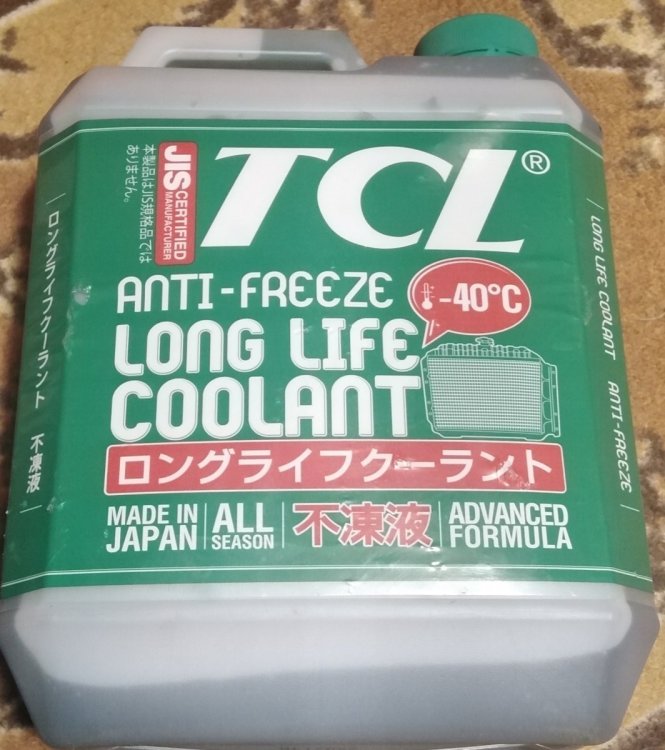 TCL®
JIS CERTIFIED
MANUFACTURER
本製品はJIS規格品では
ありません。
ANTI-FREEZE
-40°C
LONG LIFE
COOLANT
ロングライフクーラント
MADE IN
JAPAN
ALL
SEASON
不凍液
ADVANCED
FORMULA
ロングライフクーラント 不凍液
LONG LIFE COOLANT ANTI-FREEZE